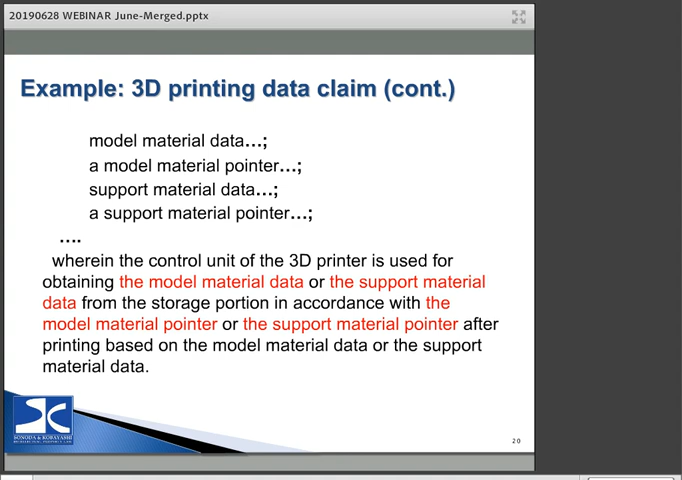 20190628 WEBINAR June-Merged.pptx
Example: 3D printing data claim (cont.)
model material data…;
a model material pointer…;
support material data…;
a support material pointer…;
….
wherein the control unit of the 3D printer is used for
obtaining the model material data or the support material
data from the storage portion in accordance with the
model material pointer or the support material pointer after
printing based on the model material data or the support
material data.
SONODA & KOBAYASHI
20